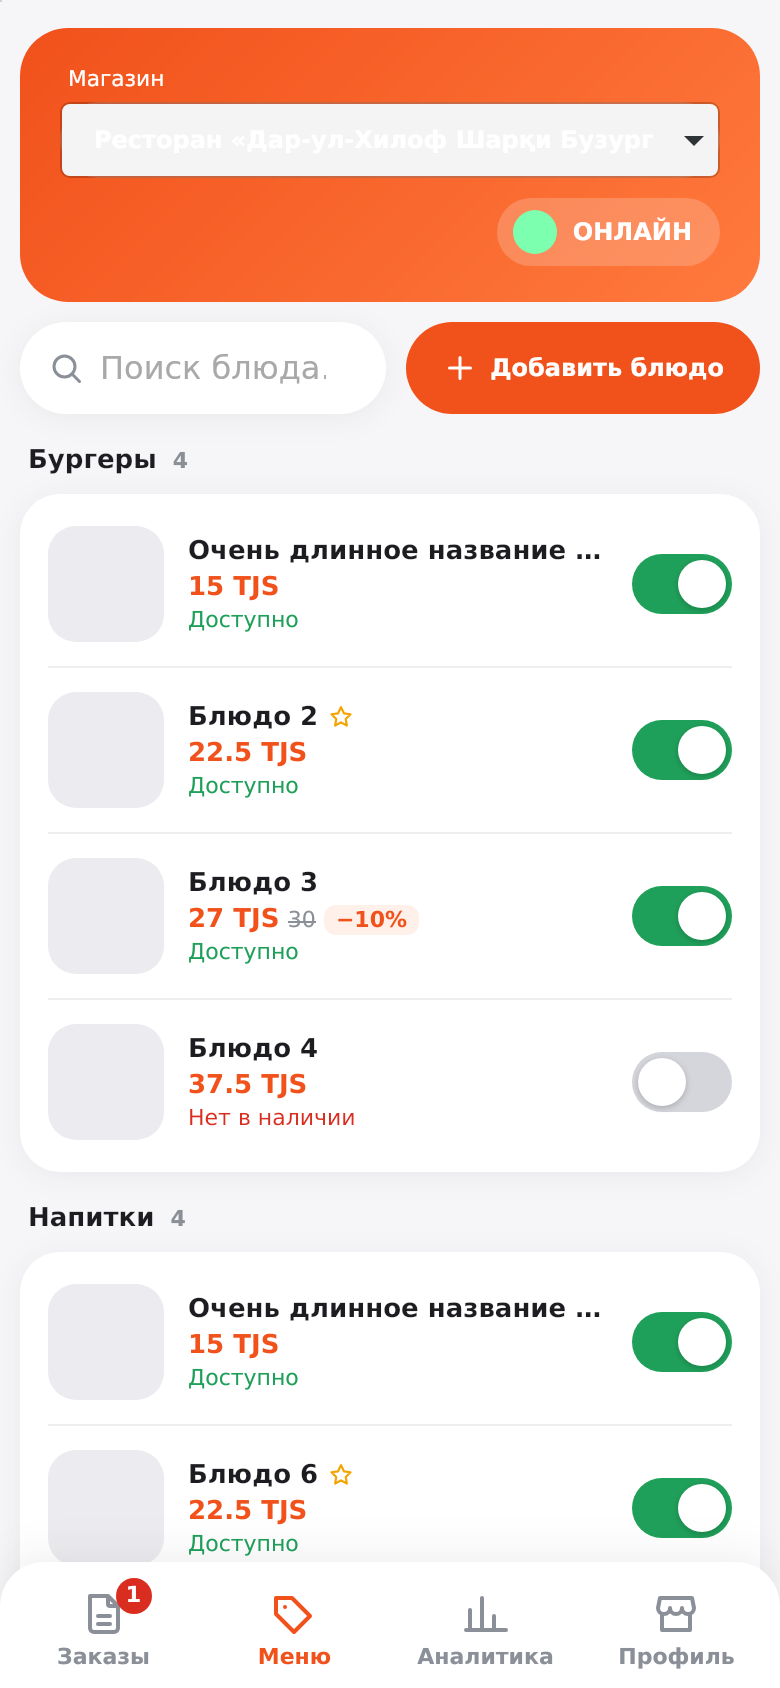 Магазин
Ресторан «Дар-ул-Хилоф Шарқи Бузург
ОНЛАЙН
Поиск блюда.
Добавить блюдо
Бургеры 4
Очень длинное название ...
15 TJS
Доступно
Блюдо 2
22.5 TJS
Доступно
Блюдо 3
27 TJS 30 −10%
Доступно
Блюдо 4
37.5 TJS
Нет в наличии
Напитки 4
Очень длинное название ...
15 TJS
Доступно
Блюдо 6
22.5 TJS
Доступно
1
Заказы Меню Аналитика Профиль